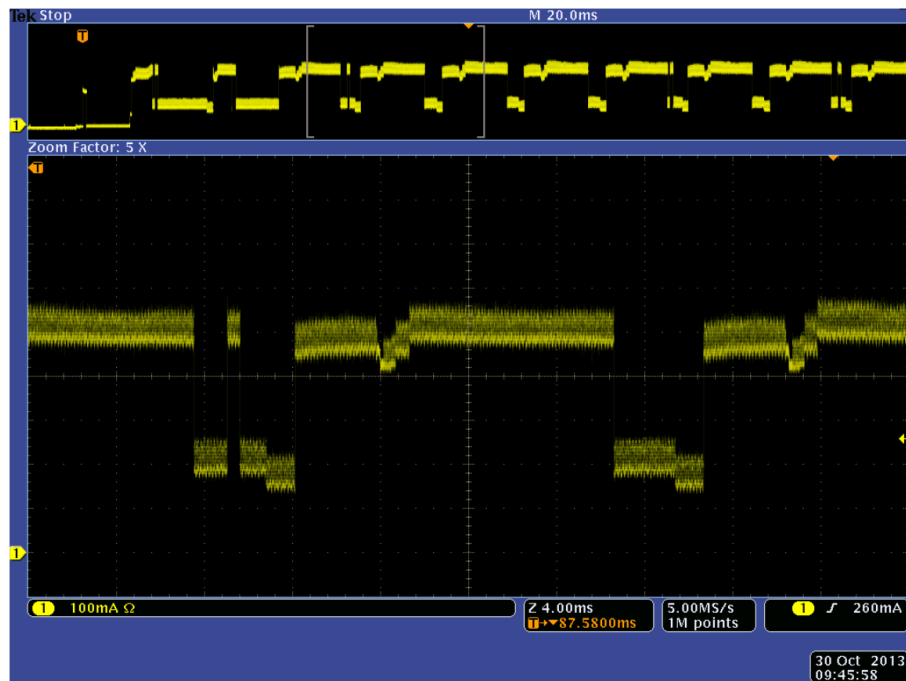 Tek Stop M 20.0ms
T
1
Zoom Factor: 5 X
T
1
1 100mA Ω
Z 4.00ms
T→▼87.5800ms
5.00MS/s
1M points
1 ʃ 260mA
30 Oct 2013
09:45:58